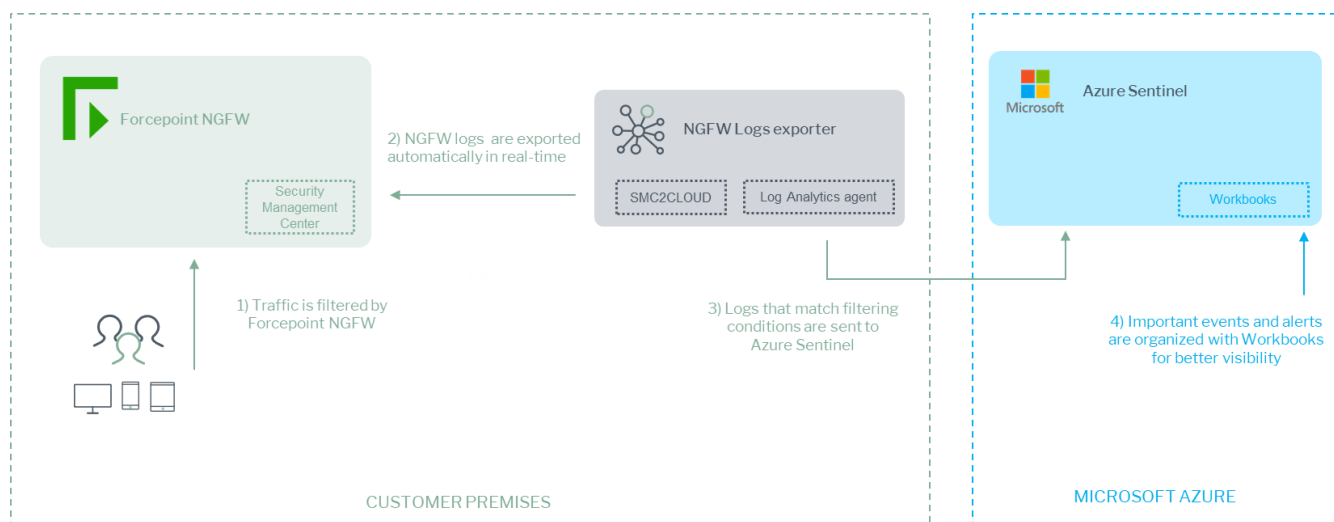 Forcepoint NGFW
Security
Management
Center
2) NGFW logs are exported
automatically in real-time
NGFW Logs exporter
SMC2CLOUD
Log Analytics agent
Microsoft
Azure Sentinel
Workbooks
1) Traffic is filtered by
Forcepoint NGFW
3) Logs that match filtering
conditions are sent to
Azure Sentinel
4) Important events and alerts
are organized with Workbooks
for better visibility
CUSTOMER PREMISES
MICROSOFT AZURE